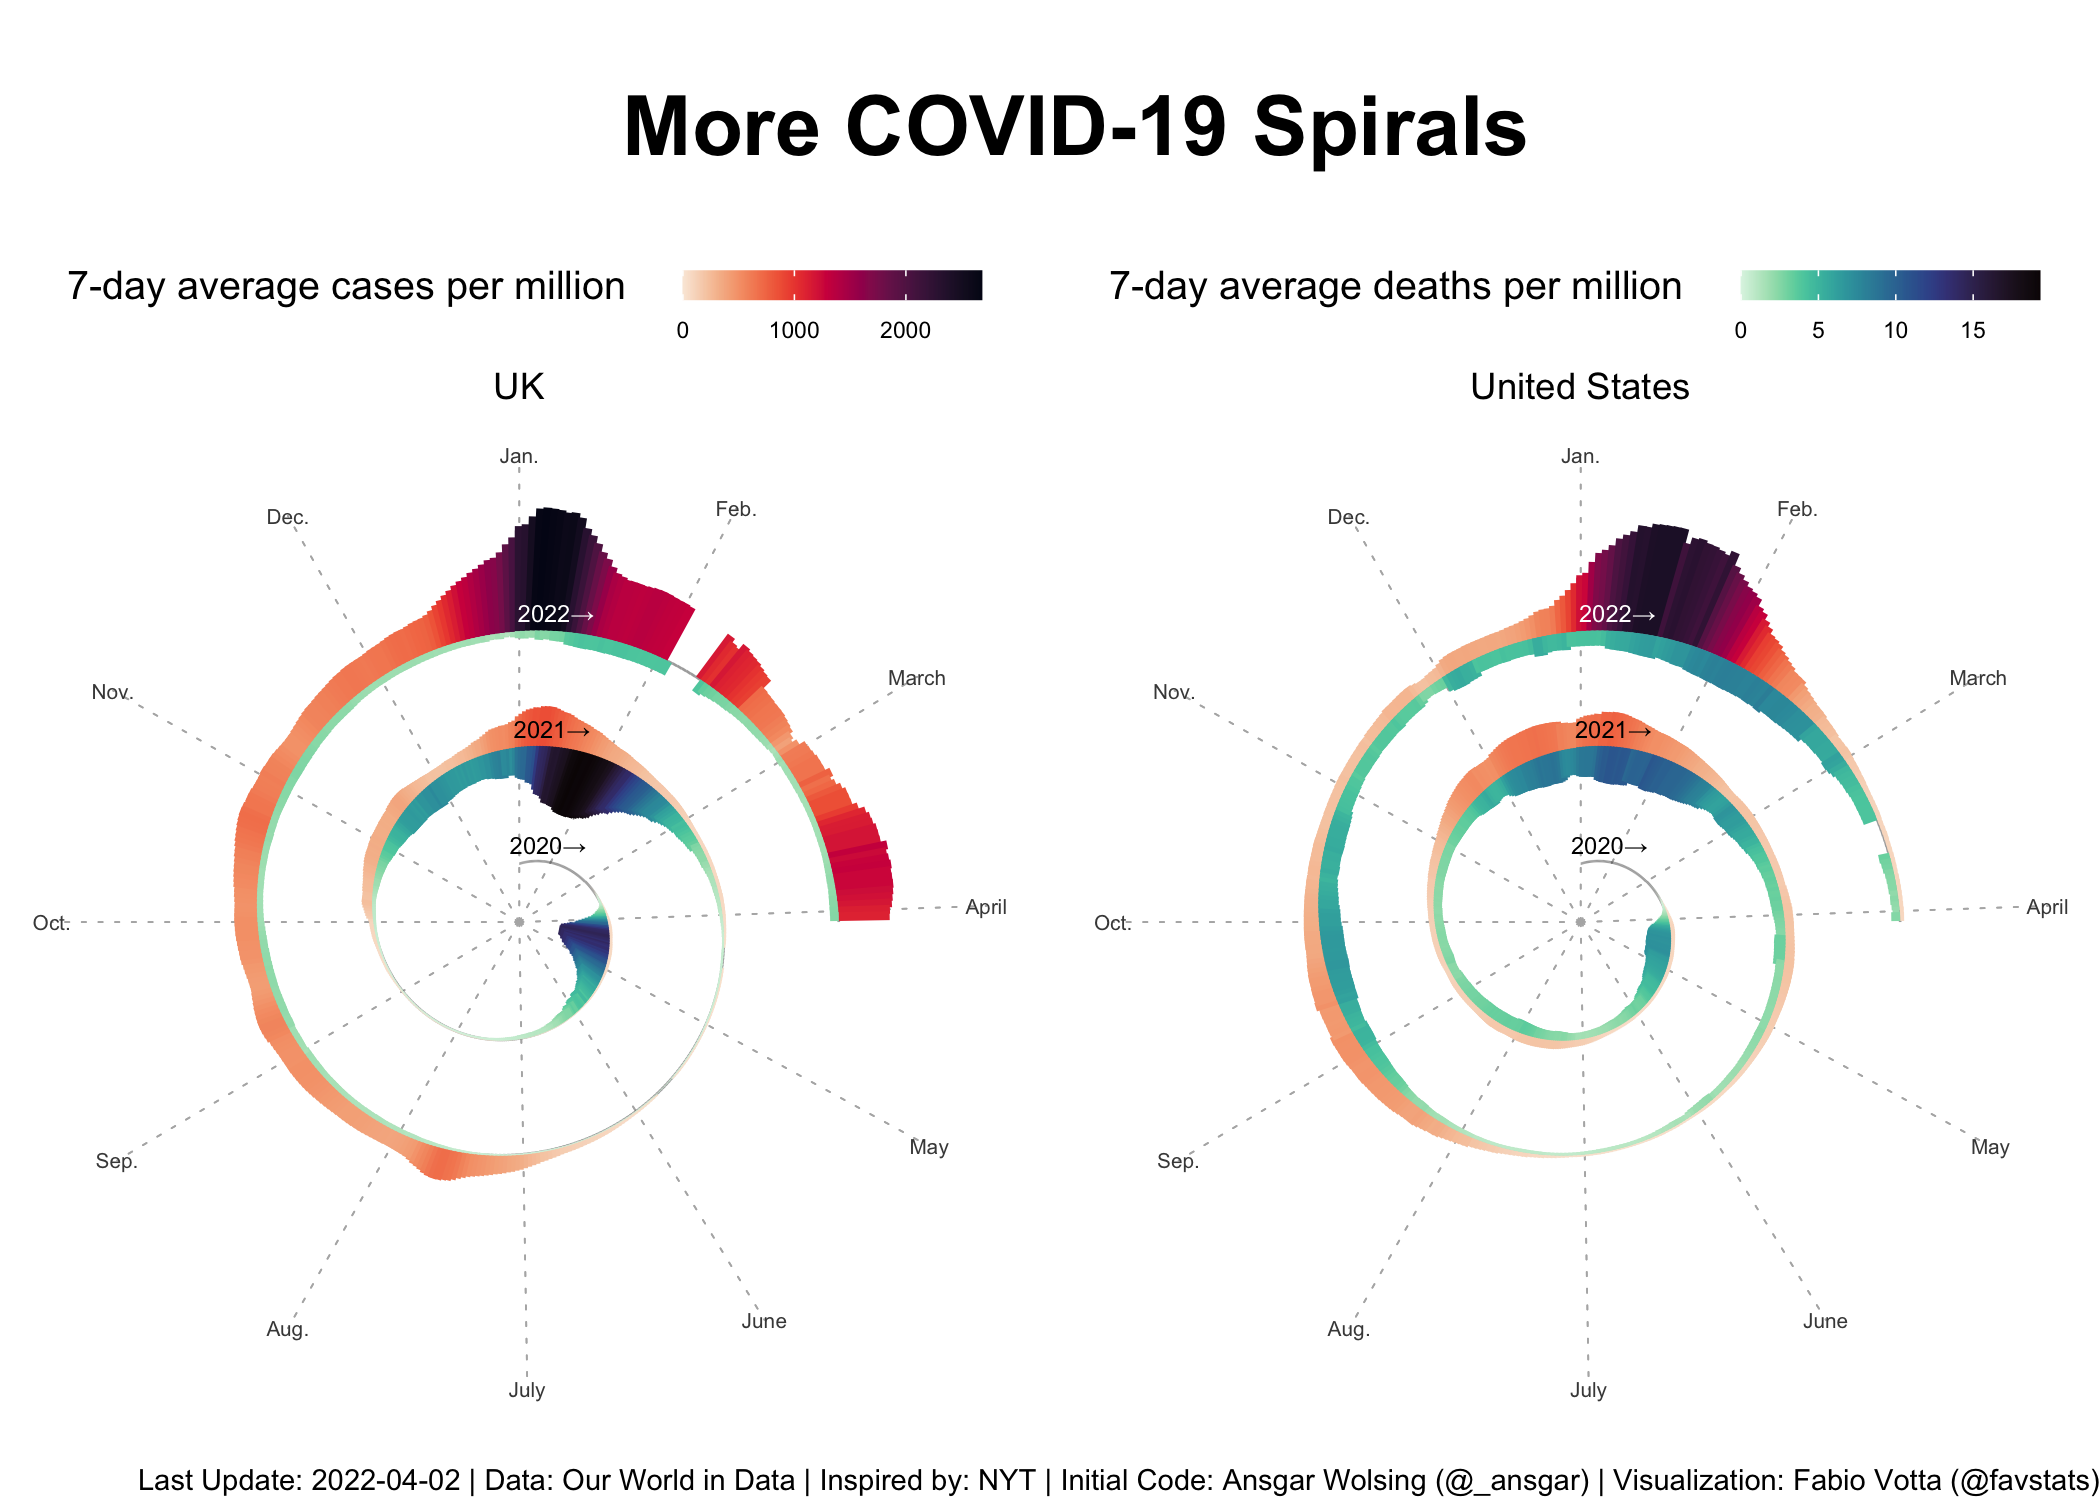 More COVID-19 Spirals
7-day average cases per million
0 1000 2000
7-day average deaths per million
0 5 10 15
UK
Jan.
Feb.
March
April
May
June
July
Aug.
Sep.
Oct.
Nov.
Dec.
2022→
2021→
2020→
United States
Jan.
Feb.
March
April
May
June
July
Aug.
Sep.
Oct.
Nov.
Dec.
2022→
2021→
2020→
Last Update: 2022-04-02 | Data: Our World in Data | Inspired by: NYT | Initial Code: Ansgar Wolsing (@_ansgar) | Visualization: Fabio Votta (@favstats)